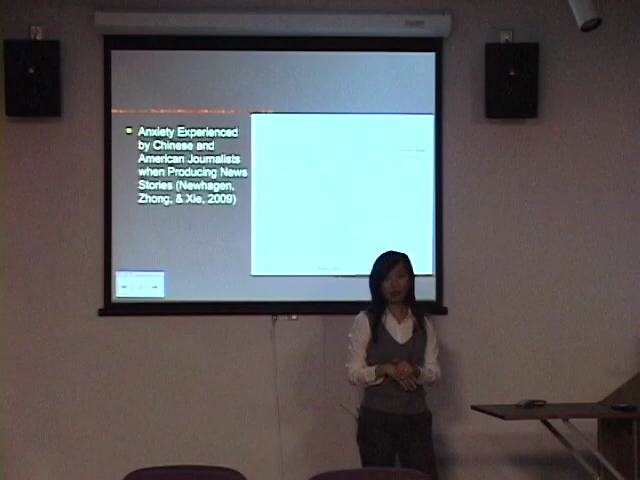 Anxiety Experienced
by Chinese and
American Journalists
when Producing News
Stories (Newhagen,
Zhong, & Xie, 2009)